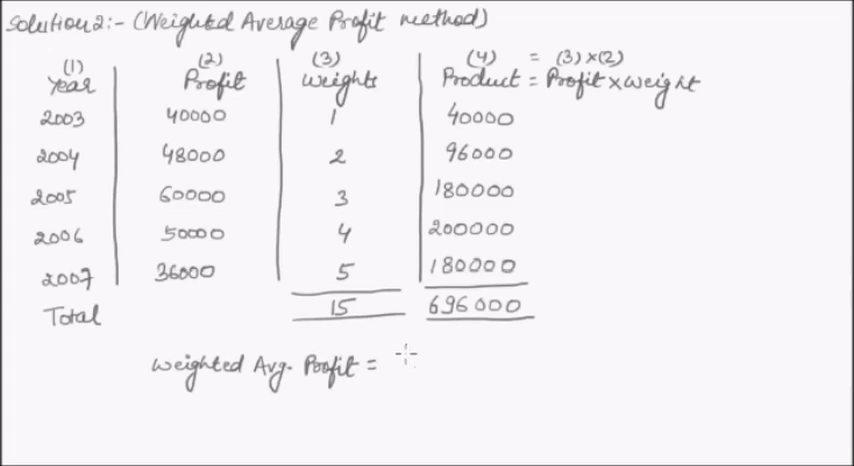 Solution 2:- (Weighted Average Profit method)
(1) (2) (3) (4) = (3)×(2)
Year Profit Weights Product = Profit × Weight
2003 40000 1 40000
2004 48000 2 96000
2005 60000 3 180000
2006 50000 4 200000
2007 36000 5 180000
Total 15 696000
Weighted Avg. Profit =